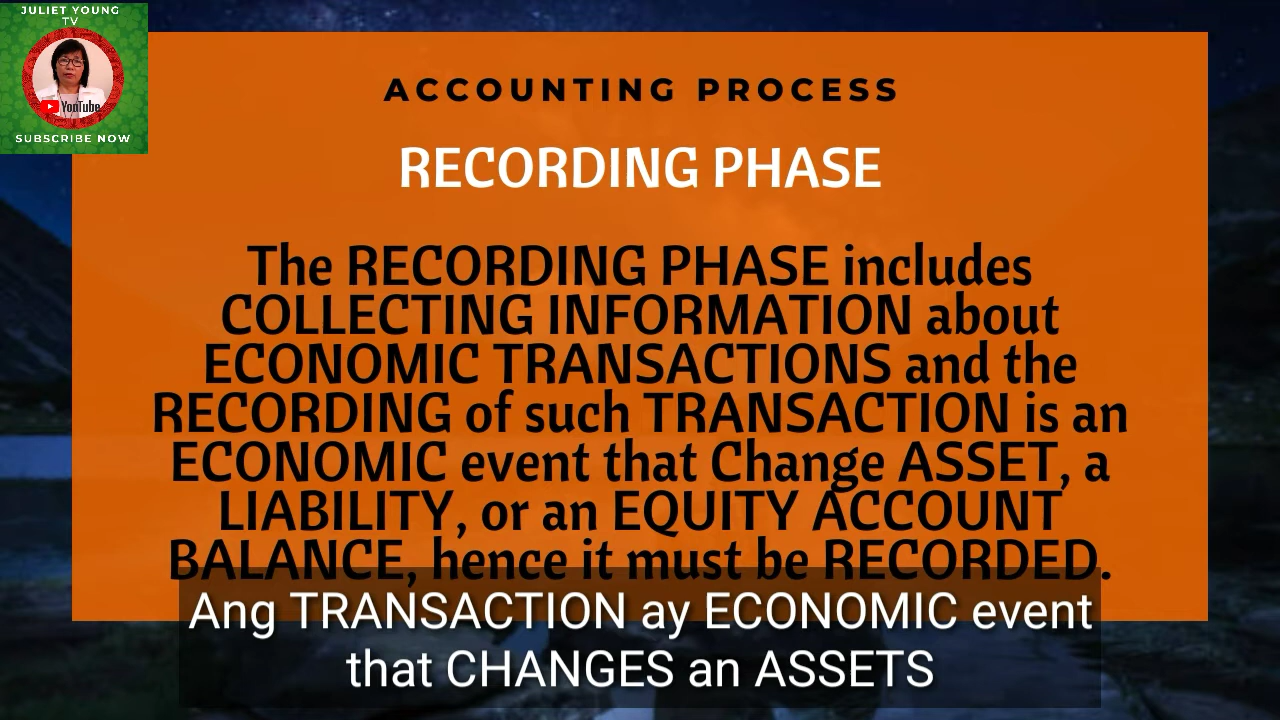 JULIET YOUNG
TV
YouTube
SUBSCRIBE NOW
ACCOUNTING PROCESS
RECORDING PHASE
The RECORDING PHASE includes
COLLECTING INFORMATION about
ECONOMIC TRANSACTIONS and the
RECORDING of such TRANSACTION is an
ECONOMIC event that Change ASSET, a
LIABILITY, or an EQUITY ACCOUNT
BALANCE, hence it must be RECORDED.
Ang TRANSACTION ay ECONOMIC event
that CHANGES an ASSETS